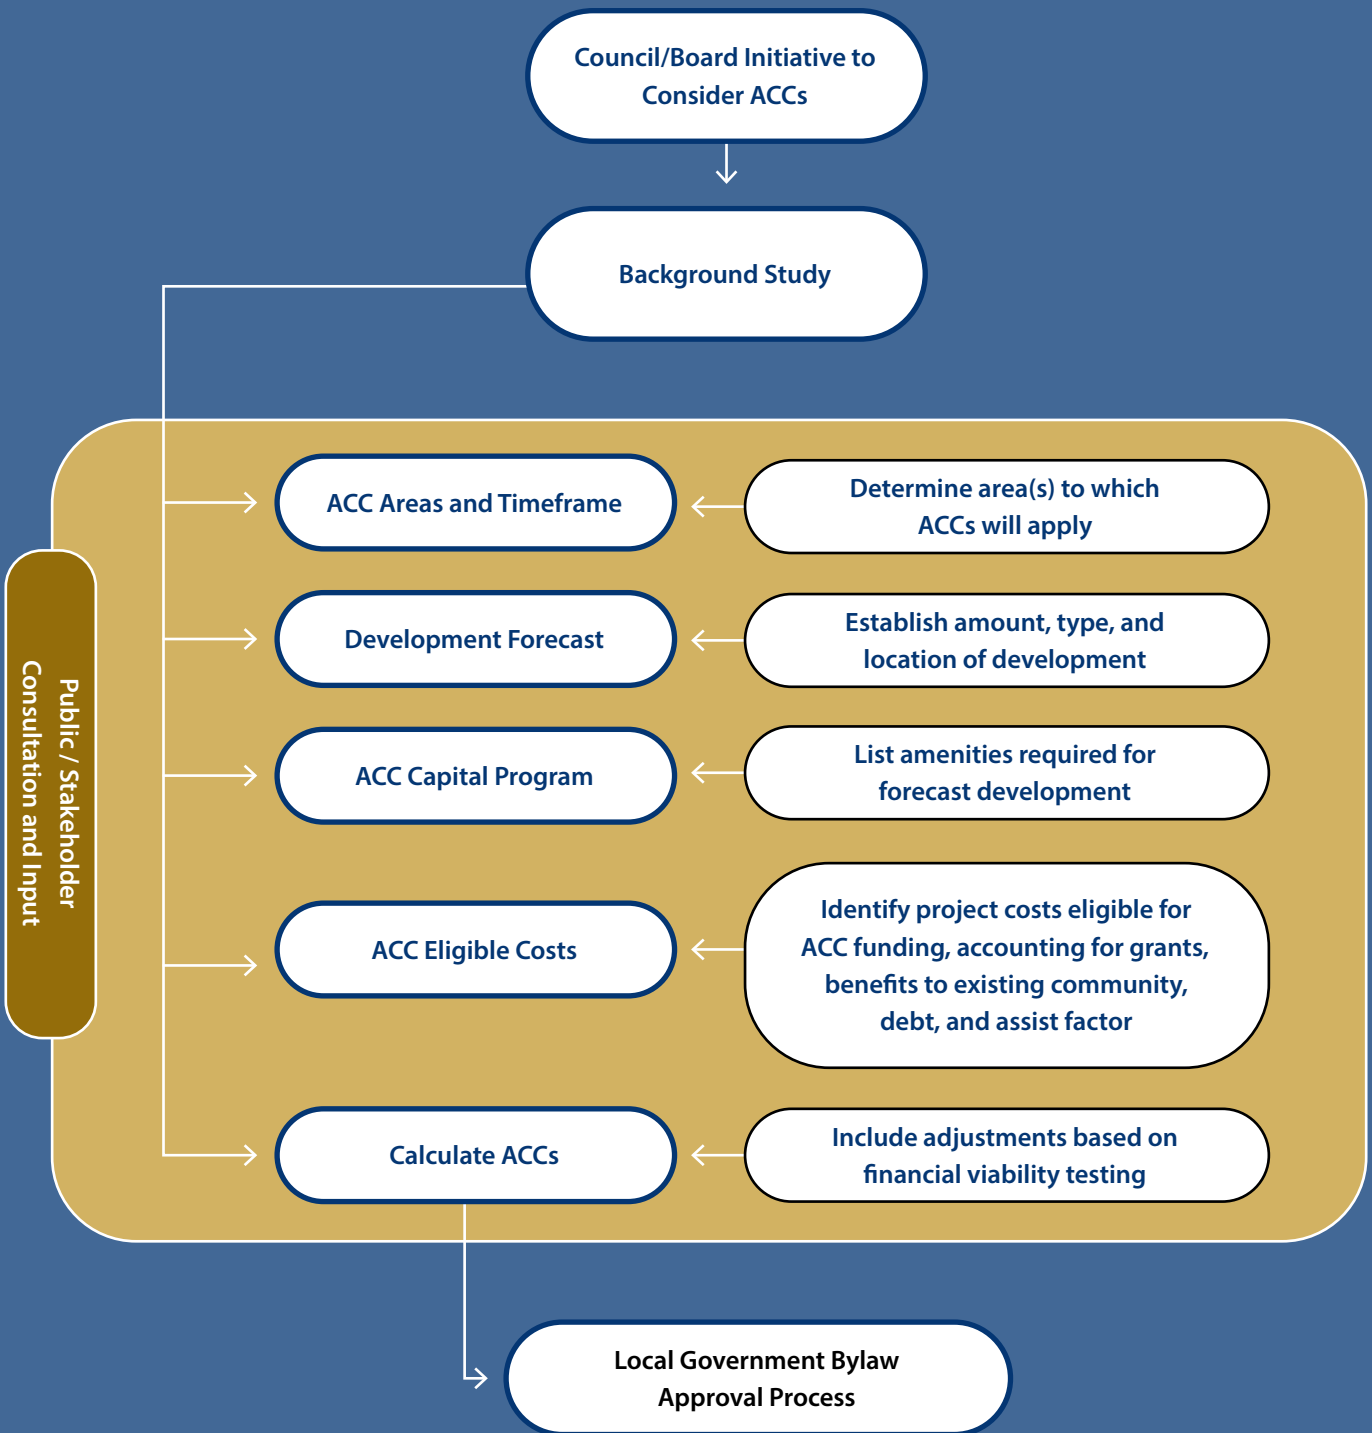 Council/Board Initiative to
Consider ACCs
Background Study
Public / Stakeholder
Consultation and Input
ACC Areas and Timeframe
Determine area(s) to which
ACCs will apply
Development Forecast
Establish amount, type, and
location of development
ACC Capital Program
List amenities required for
forecast development
ACC Eligible Costs
Identify project costs eligible for
ACC funding, accounting for grants,
benefits to existing community,
debt, and assist factor
Calculate ACCs
Include adjustments based on
financial viability testing
Local Government Bylaw
Approval Process